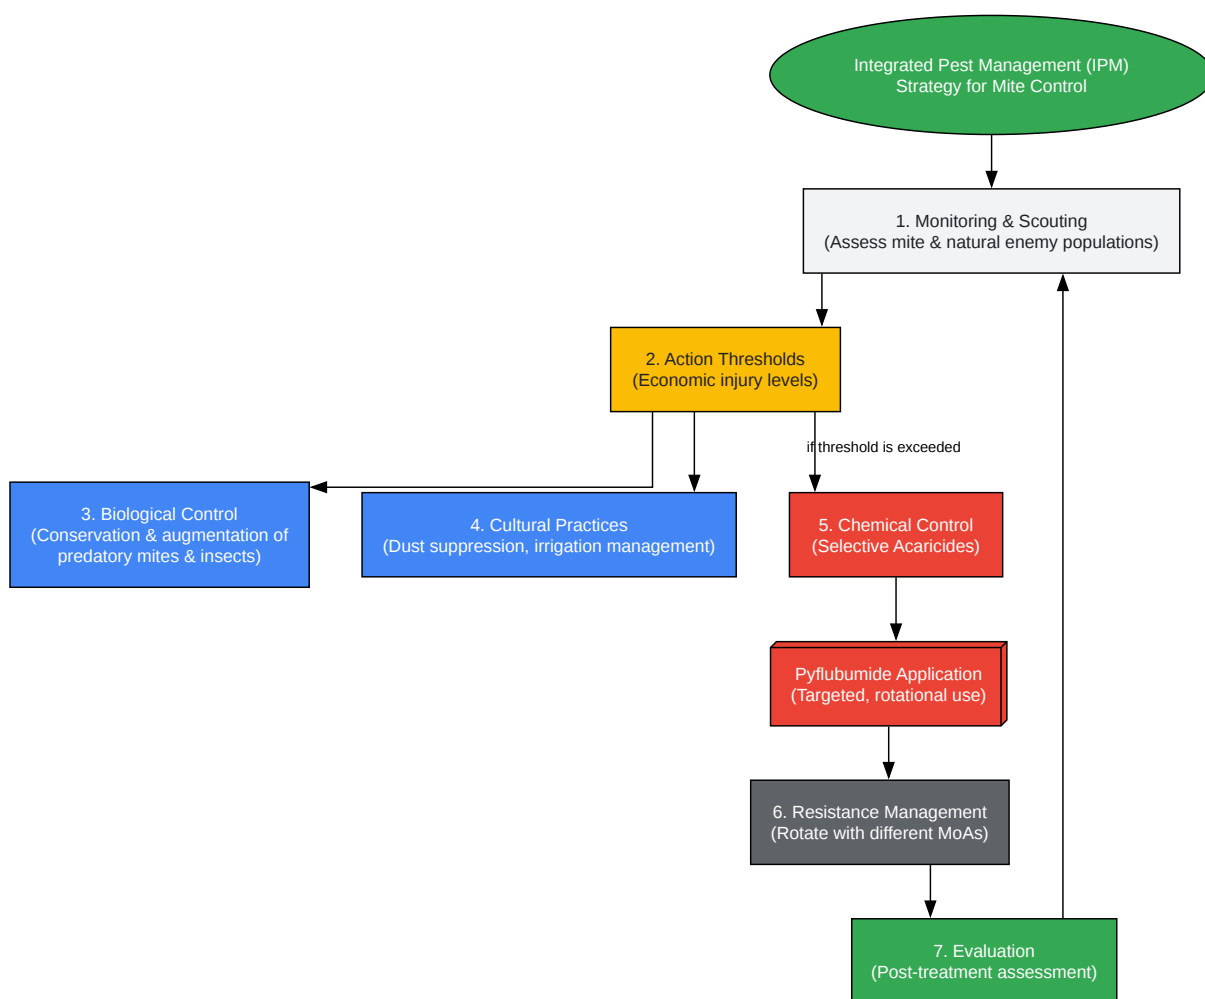 Integrated Pest Management (IPM)
Strategy for Mite Control
1. Monitoring & Scouting
(Assess mite & natural enemy populations)
2. Action Thresholds
(Economic injury levels)
if threshold is exceeded
3. Biological Control
(Conservation & augmentation of
predatory mites & insects)
4. Cultural Practices
(Dust suppression, irrigation management)
5. Chemical Control
(Selective Acaricides)
Pyflubumide Application
(Targeted, rotational use)
6. Resistance Management
(Rotate with different MoAs)
7. Evaluation
(Post-treatment assessment)